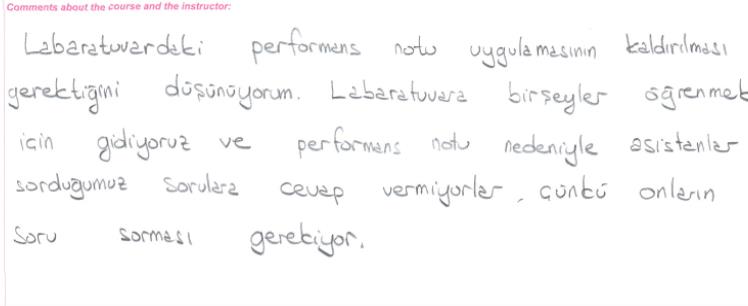 Comments about the course and the instructor:
Labaratuvardaki performans notu uygulamasının kaldırılması
gerektiğini düşünüyorum. Labaratuvara birşeyler öğrenmek
için gidiyoruz ve performans notu nedeniyle asistanlar
sorduğumuz sorulara cevap vermiyorlar, çünkü onların
soru sorması gerekiyor.